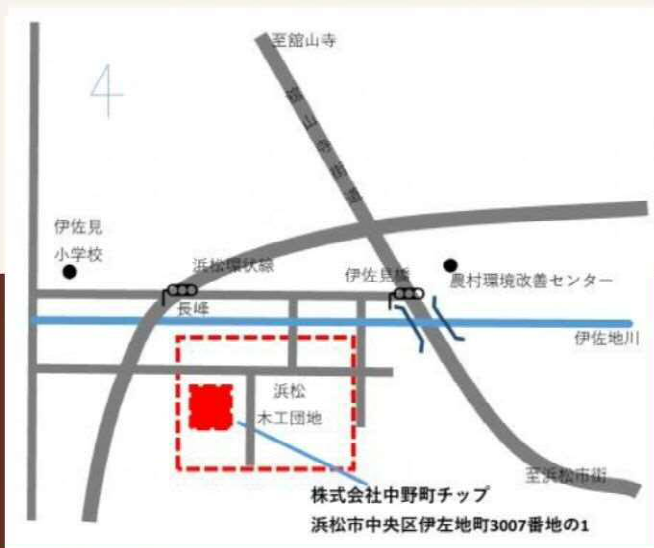 至舘山寺
4
舘山寺街道
伊佐見
小学校
浜松環状線
伊佐見橋
農村環境改善センター
長峰
伊佐地川
浜松
木工団地
至浜松市街
株式会社中野町チップ
浜松市中央区伊左地町3007番地の1